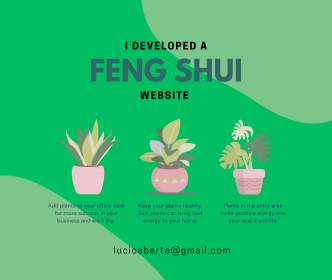 I DEVELOPED A
FENG SHUI
WEBSITE
Add plants to your office desk
for more success in your
business and work life.
Keep your plants healthy.
Sick plants can bring bad
energy to your home.
Plants in the entry area
invite positive energy into
your space and life.
lucioaberte@gmail.com